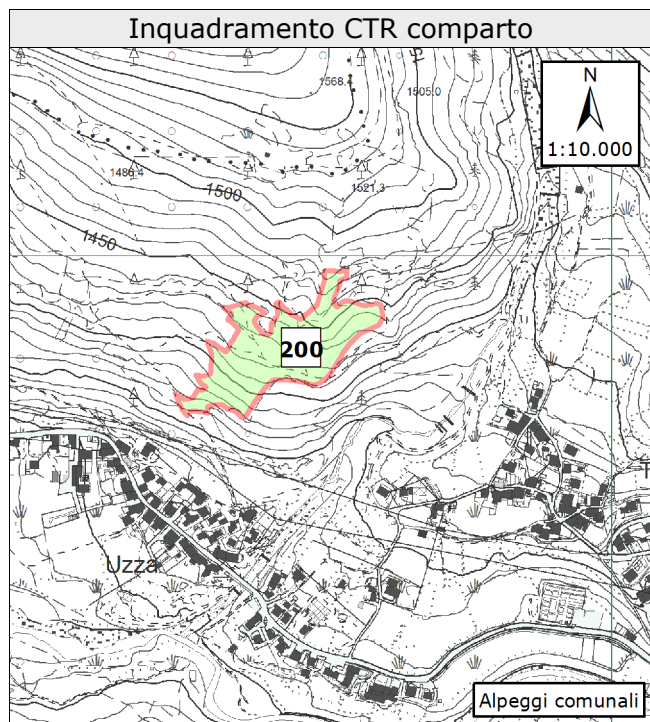 Inquadramento CTR comparto
N
1:10.000
1568.4
1505.0
1486.4
1500
1521.3
1450
200
Uzza
Alpeggi comunali